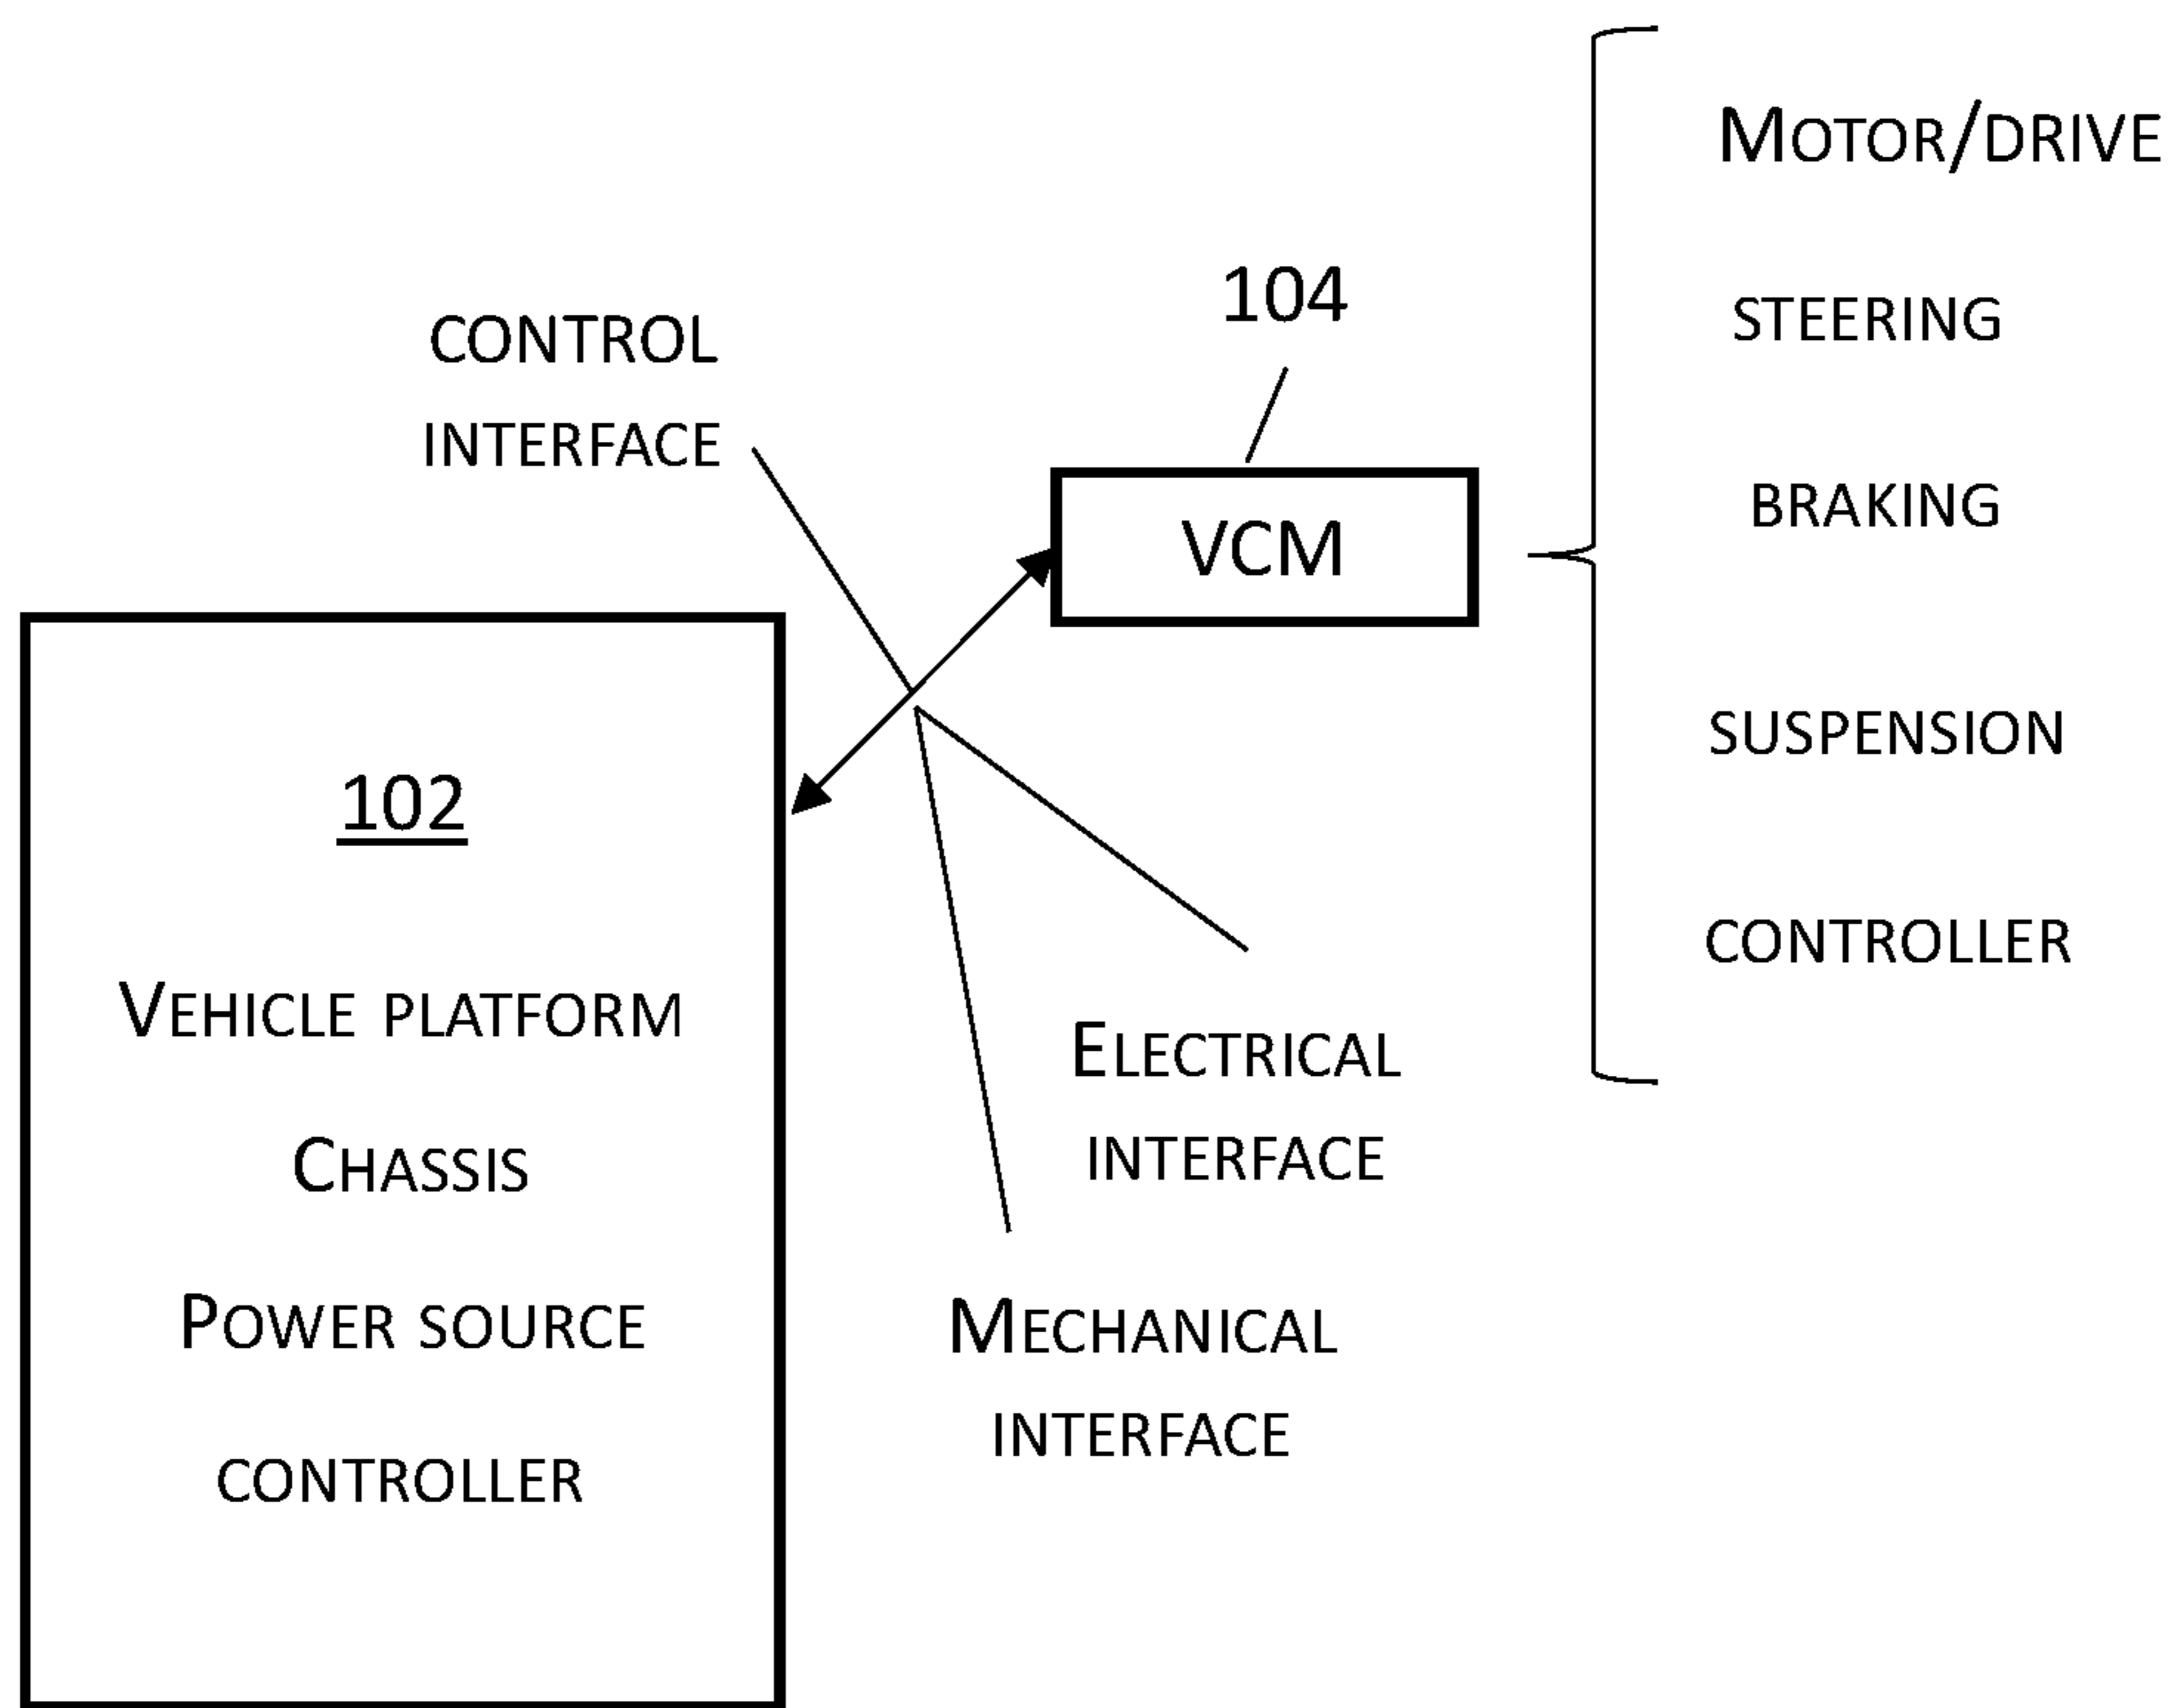 CONTROL
INTERFACE
104
VCM
MOTOR/DRIVE
STEERING
BRAKING
SUSPENSION
CONTROLLER
102
VEHICLE PLATFORM
CHASSIS
POWER SOURCE
CONTROLLER
ELECTRICAL
INTERFACE
MECHANICAL
INTERFACE